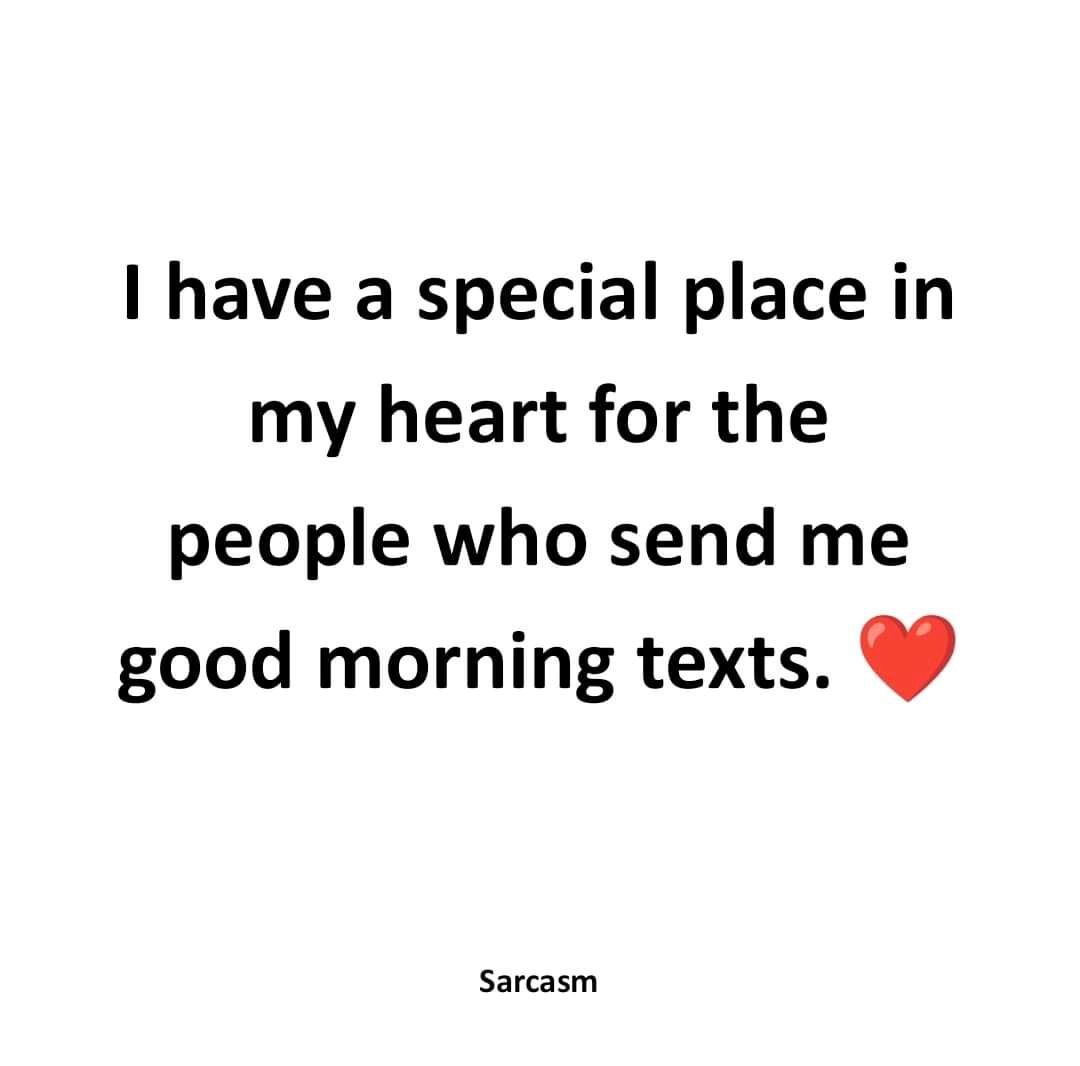 I have a special place in
my heart for the
people who send me
good morning texts. ❤️
Sarcasm